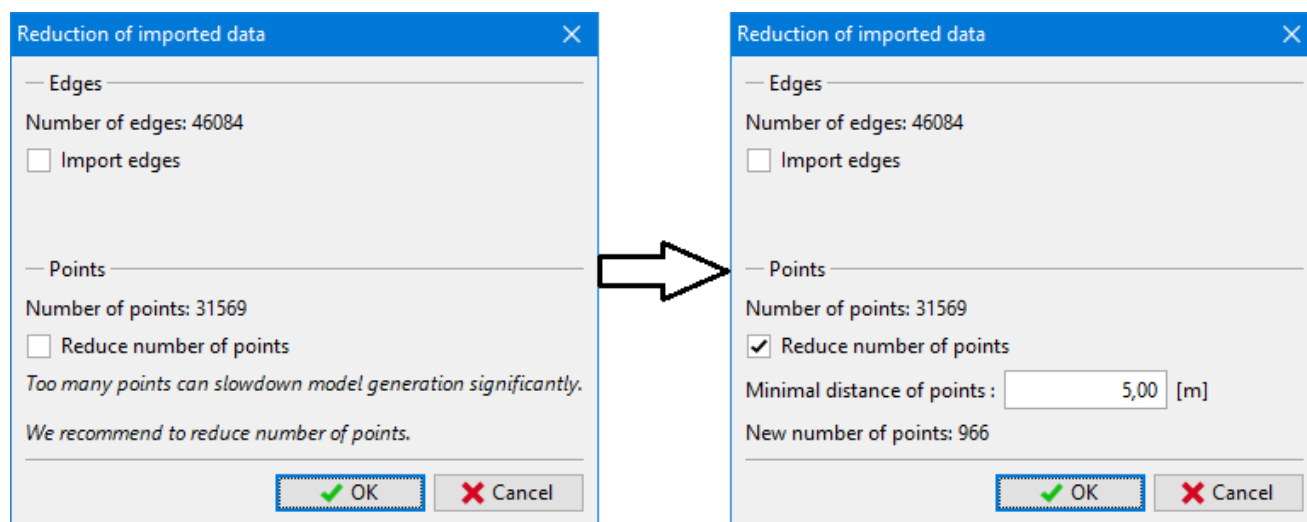 Reduction of imported data
Edges
Number of edges: 46084
Import edges
Points
Number of points: 31569
Reduce number of points
Too many points can slowdown model generation significantly.
We recommend to reduce number of points.
OK
Cancel
Reduction of imported data
Edges
Number of edges: 46084
Import edges
Points
Number of points: 31569
Reduce number of points
Minimal distance of points : 5,00 [m]
New number of points: 966
OK
Cancel